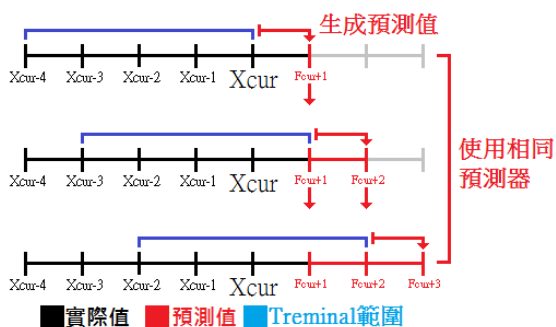 生成預測值
Xcur-4 Xcur-3 Xcur-2 Xcur-1 Xcur Fcur+1
使用相同
預測器
Xcur-4 Xcur-3 Xcur-2 Xcur-1 Xcur Fcur+1 Fcur+2
Xcur-4 Xcur-3 Xcur-2 Xcur-1 Xcur Fcur+1 Fcur+2 Fcur+3
實際值 預測值 Treminal範圍